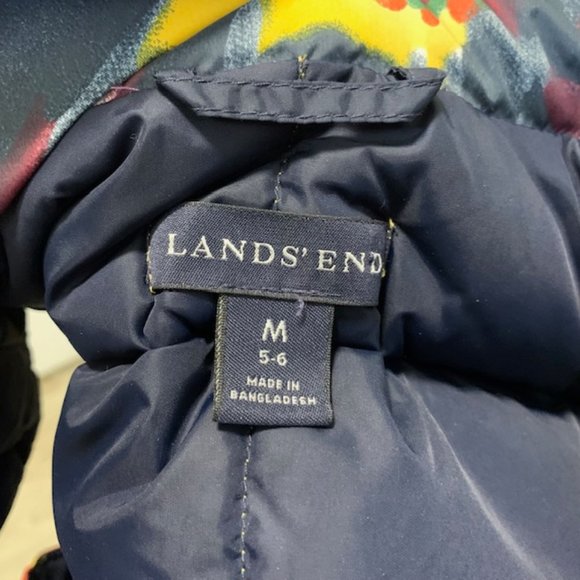 LANDS' END
M
5-6
MADE IN
BANGLADESH